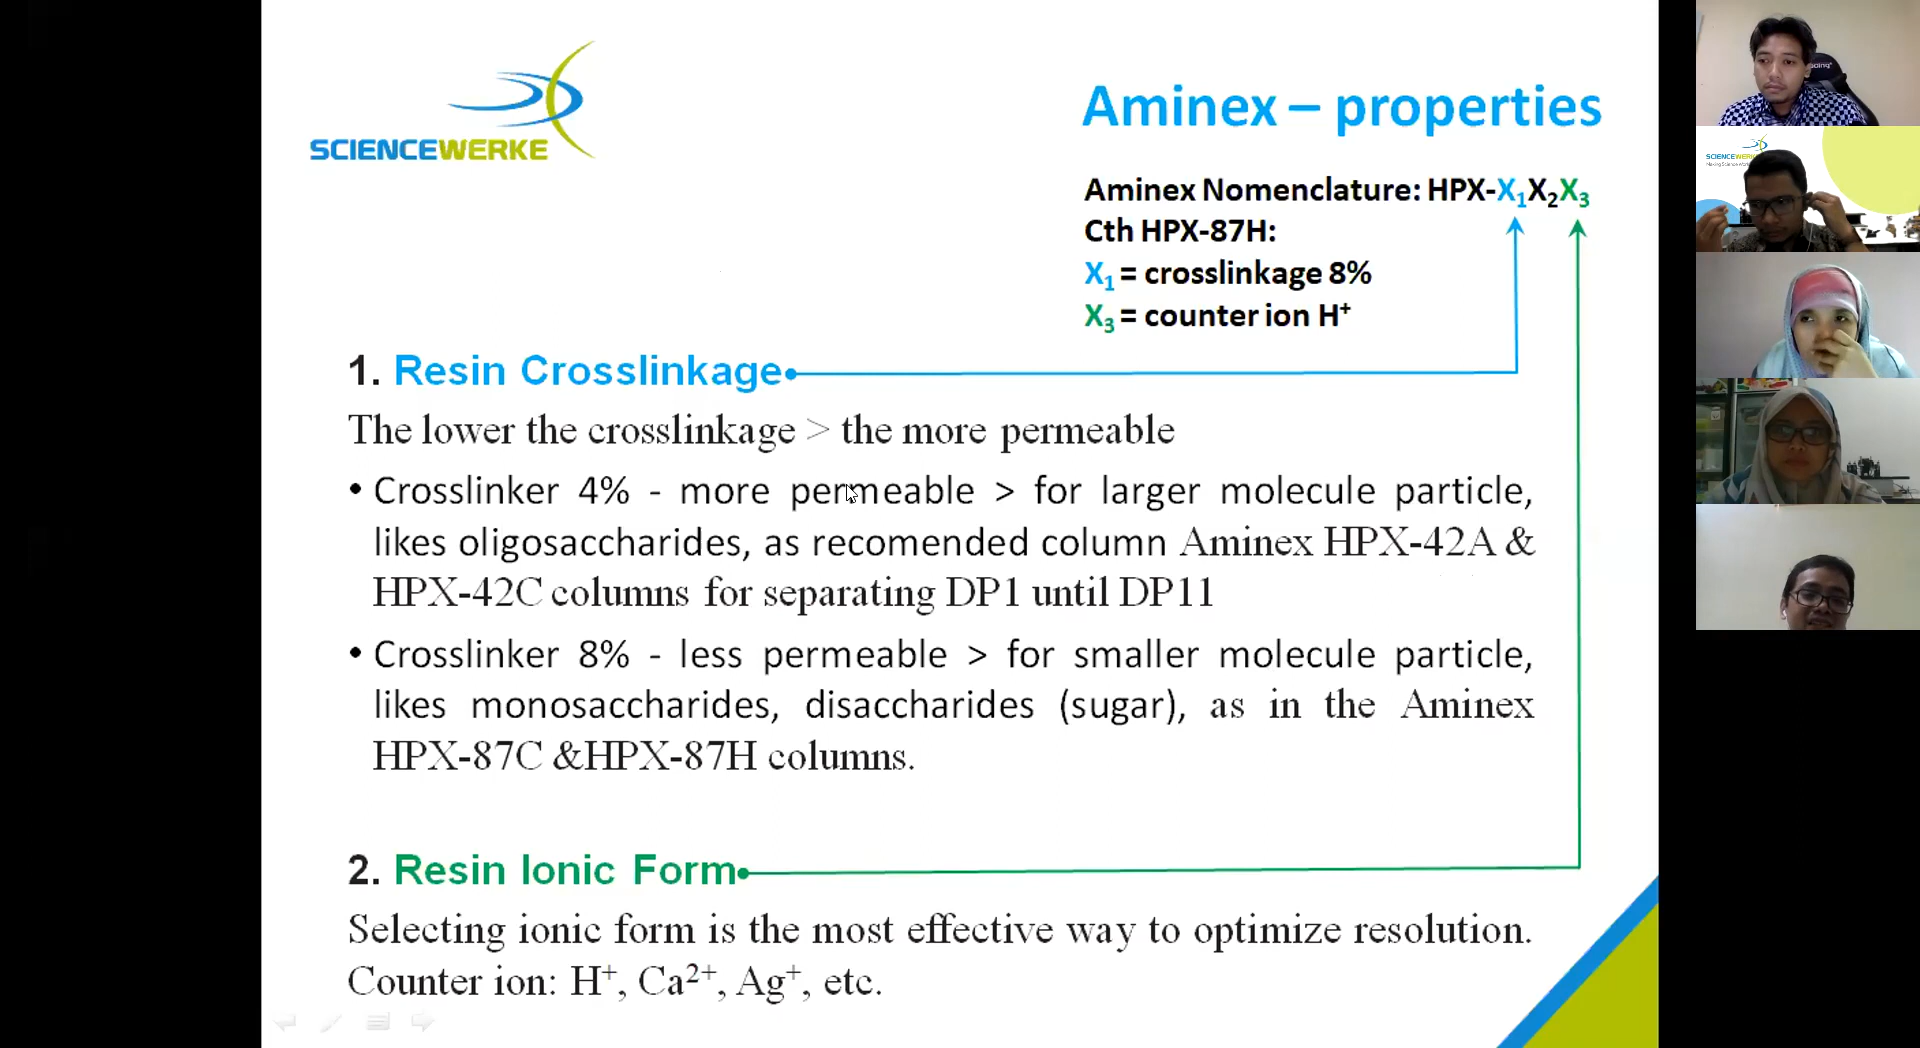 SCIENCEWERKE
Aminex – properties
Aminex Nomenclature: HPX-X₁X₂X₃
Cth HPX-87H:
X₁ = crosslinkage 8%
X₃ = counter ion H⁺
1. Resin Crosslinkage
The lower the crosslinkage > the more permeable
• Crosslinker 4% - more permeable > for larger molecule particle,
likes oligosaccharides, as recomended column Aminex HPX-42A &
HPX-42C columns for separating DP1 until DP11
• Crosslinker 8% - less permeable > for smaller molecule particle,
likes monosaccharides, disaccharides (sugar), as in the Aminex
HPX-87C &HPX-87H columns.
2. Resin Ionic Form
Selecting ionic form is the most effective way to optimize resolution.
Counter ion: H⁺, Ca²⁺, Ag⁺, etc.
SCIENCEWERKE